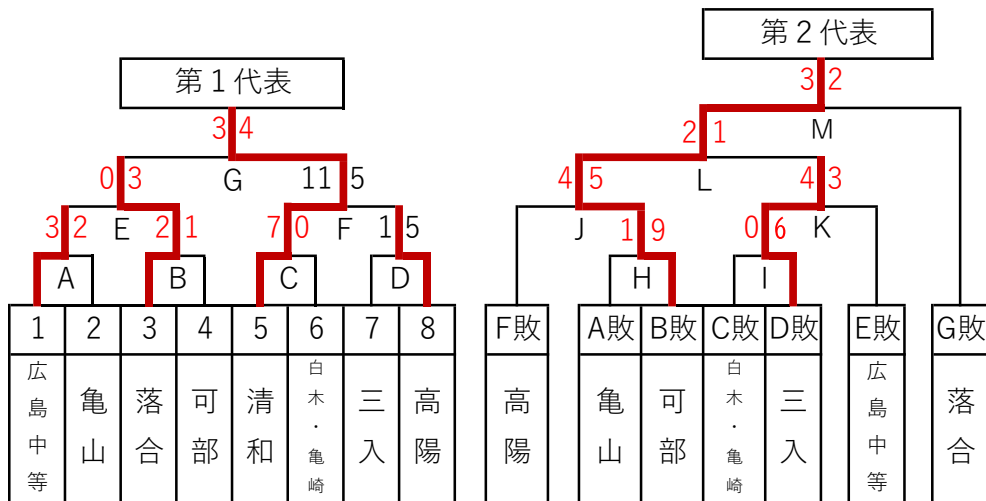 第2代表
第1代表
3 2
3 4
2 1
M
0 3
G
11 5
4 5
L
4 3
3 2
E
2 1
7 0
F
1 5
J
1 9
0 6
K
A
B
C
D
H
I
1 2 3 4 5 6 7 8
F敗 A敗 B敗 C敗 D敗 E敗 G敗
広島中等
亀山
落合
可部
清和
白木・亀崎
三入
高陽
高陽
亀山
可部
白木・亀崎
三入
広島中等
落合